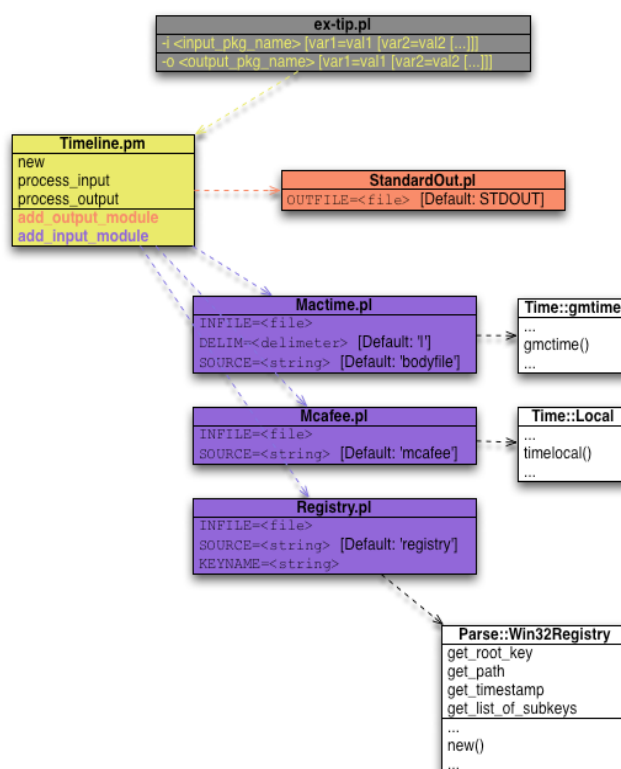 ex-tip.pl
-i <input_pkg_name> [var1=val1 [var2=val2 [...]]]
-o <output_pkg_name> [var1=val1 [var2=val2 [...]]]
Timeline.pm
new
process_input
process_output
add_output_module
add_input_module
StandardOut.pl
OUTFILE=<file> [Default: STDOUT]
Mactime.pl
INFILE=<file>
DELIM=<delimeter> [Default: '|']
SOURCE=<string> [Default: 'bodyfile']
Time::gmtime
...
gmctime()
...
Mcafee.pl
INFILE=<file>
SOURCE=<string> [Default: 'mcafee']
Time::Local
...
timelocal()
...
Registry.pl
INFILE=<file>
SOURCE=<string> [Default: 'registry']
KEYNAME=<string>
Parse::Win32Registry
get_root_key
get_path
get_timestamp
get_list_of_subkeys
...
new()
...